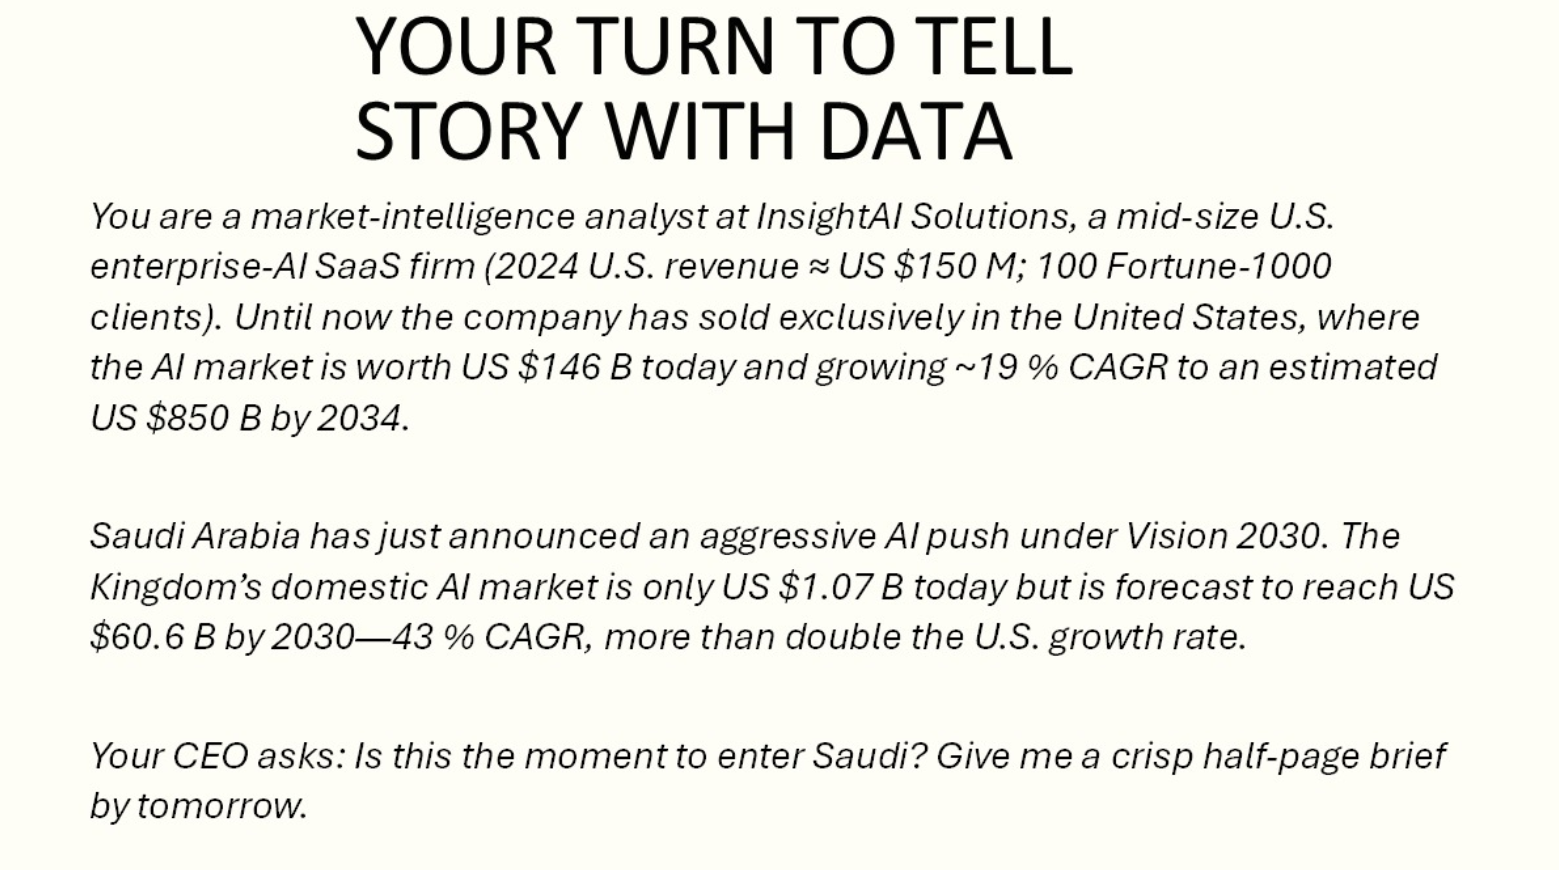 YOUR TURN TO TELL
STORY WITH DATA
You are a market-intelligence analyst at InsightAI Solutions, a mid-size U.S.
enterprise-AI SaaS firm (2024 U.S. revenue ≈ US $150 M; 100 Fortune-1000
clients). Until now the company has sold exclusively in the United States, where
the AI market is worth US $146 B today and growing ~19 % CAGR to an estimated
US $850 B by 2034.
Saudi Arabia has just announced an aggressive AI push under Vision 2030. The
Kingdom’s domestic AI market is only US $1.07 B today but is forecast to reach US
$60.6 B by 2030—43 % CAGR, more than double the U.S. growth rate.
Your CEO asks: Is this the moment to enter Saudi? Give me a crisp half-page brief
by tomorrow.